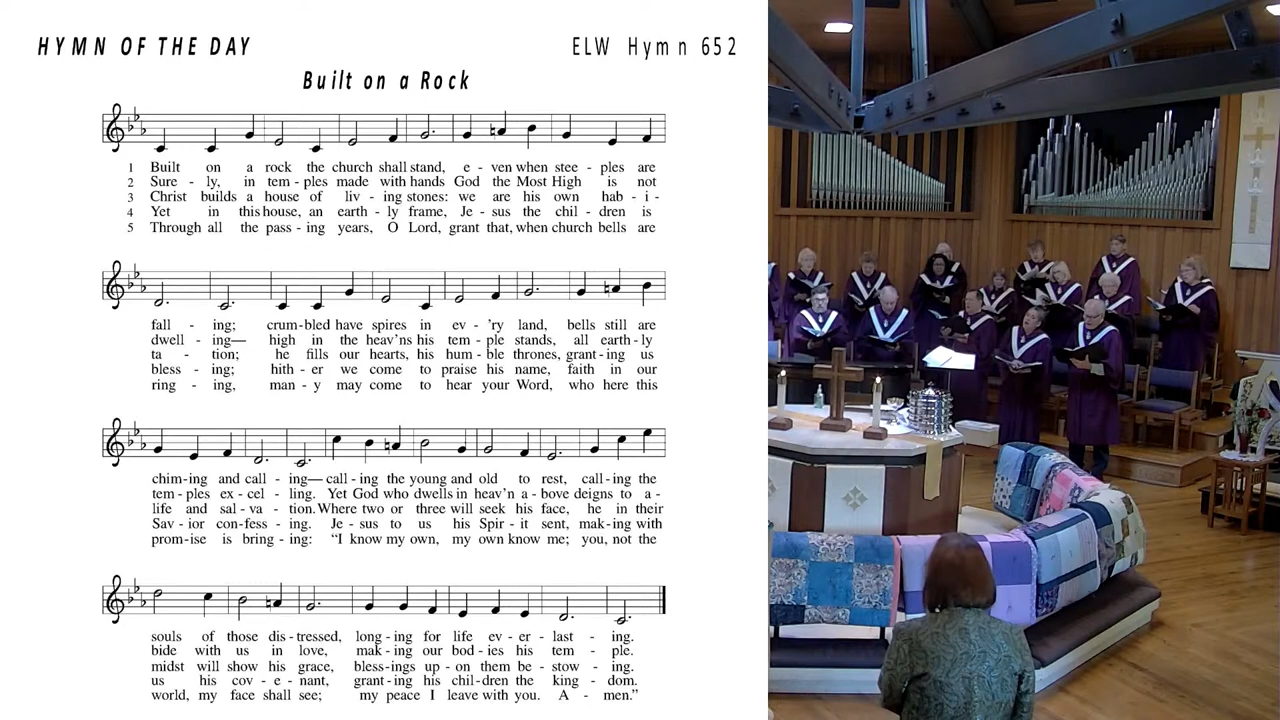 HYMN OF THE DAY
ELW Hymn 652
Built on a Rock
1 Built on a rock the church shall stand, e - ven when stee - ples are
2 Sure - ly, in tem - ples made with hands God the Most High is not
3 Christ builds a house of liv - ing stones: we are his own hab - i -
4 Yet in this house, an earth - ly frame, Je - sus the chil - dren is
5 Through all the pass - ing years, O Lord, grant that, when church bells are
fall - ing; crum - bled have spires in ev - 'ry land, bells still are
dwell - ing— high in the heav'ns his tem - ple stands, all earth - ly
ta - tion; he fills our hearts, his hum - ble thrones, grant - ing us
bless - ing; hith - er we come to praise his name, faith in our
ring - ing, man - y may come to hear your Word, who here this
chim - ing and call - ing— call - ing the young and old to rest, call - ing the
tem - ples ex - cel - ling. Yet God who dwells in heav'n a - bove deigns to a -
life and sal - va - tion. Where two or three will seek his face, he in their
Sav - ior con - fess - ing. Je - sus to us his Spir - it sent, mak - ing with
prom - ise is bring - ing: “I know my own, my own know me; you, not the
souls of those dis - tressed, long - ing for life ev - er - last - ing.
bide with us in love, mak - ing our bod - ies his tem - ple.
midst will show his grace, bless - ings up - on them be - stow - ing.
us his cov - e - nant, grant - ing his chil - dren the king - dom.
world, my face shall see; my peace I leave with you. A - men.”